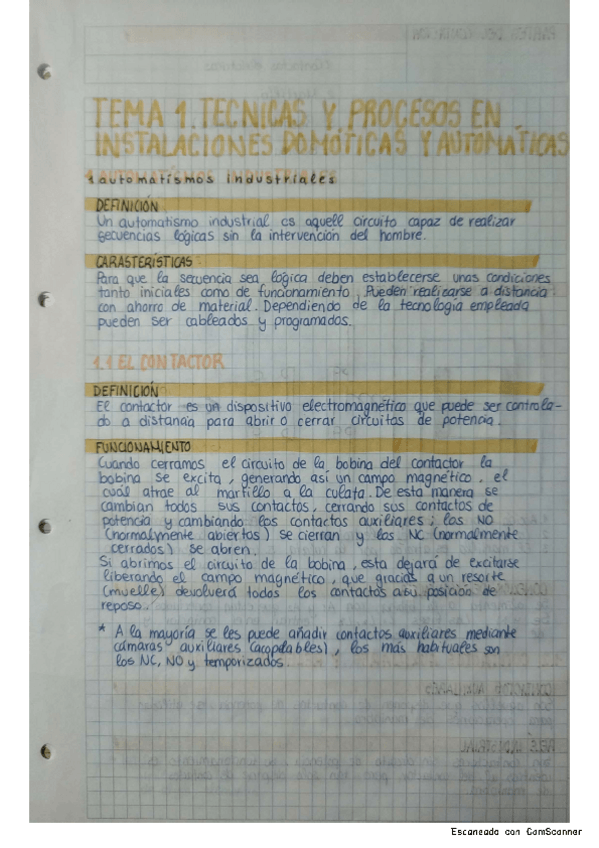 TEMA 1. TECNICAS Y PROCESOS EN
INSTALACIONES DOMÓTICAS Y AUTOMÁTICAS
1 automatismos industriales
DEFINICIÓN
Un automatismo industrial es aquell circuito capaz de realizar
secuencias lógicas sin la intervención del hombre.
CARASTERÍSTICAS
Para que la secuencia sea lógica deben establecerse unas condiciones
tanto iniciales como de funcionamiento. Pueden realizarse a distancia
con ahorro de material. Dependiendo de la tecnología empleada
pueden ser cableados y programados.
1.1 EL CONTACTOR
DEFINICIÓN
El contactor es un dispositivo electromagnético que puede ser controla-
do a distancia para abrir o cerrar circuitas de potencia.
FUNCIONAMIENTO
Cuando cerramos el circuito de la bobina del contactor la
bobina se excita, generando así un campo magnético, el
cuál atrae al martillo a la culata. De esta manera se
cambian todos sus contactos, cerrando sus contactos de
potencia y cambiando los contactos auxiliares; los NO
(normalmente abiertos) se cierran y los NC (normalmente
cerrados) se abren.
Si abrimos el circuito de la bobina, esta dejará de excitarse
liberando el campo magnético, que gracias a un resorte
(muelle) devolverá todos los contactos a su posición de
reposo.
* A la mayoría se les puede añadir contactos auxiliares mediante
cámaras auxiliares (acopilables), los más habituales son
los NC, NO y temporizados.
Escaneado con CamScanner